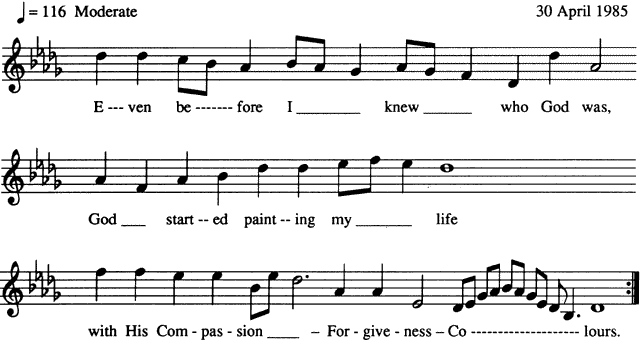 ♩ = 116 Moderate 30 April 1985
E --- ven be ------- fore I ________ knew ______ who God was,
God ___ start -- ed paint -- ing my _______ life
with His Com - pas - sion ____ – For - give - ness – Co -------------------- lours.